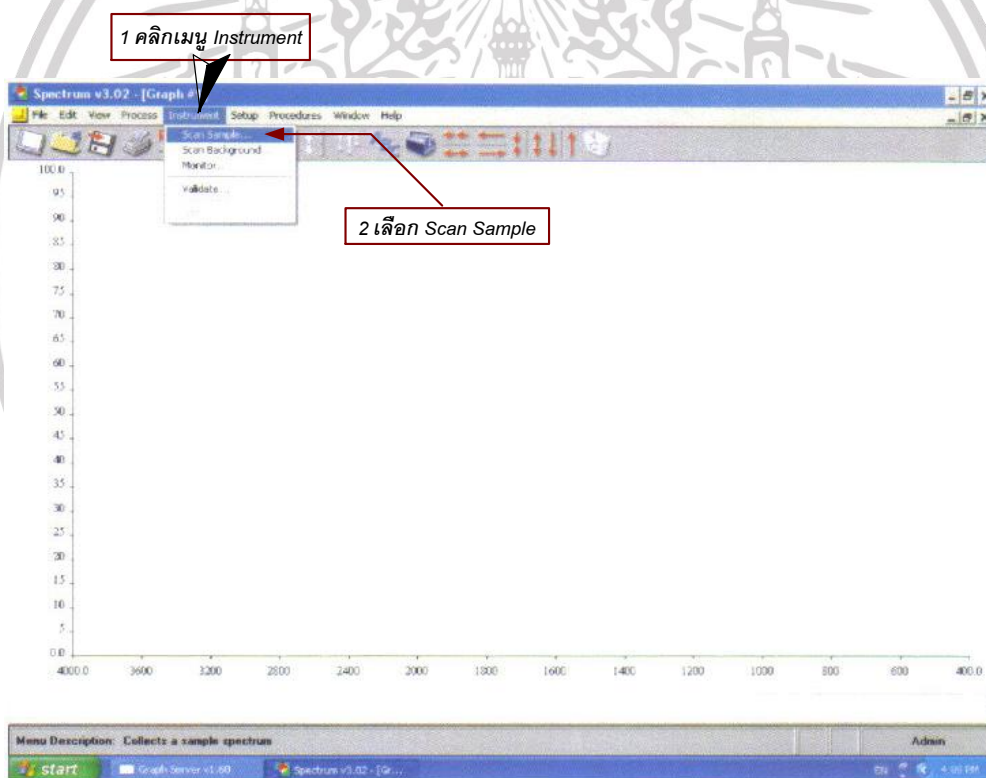 1 คลิกเมนู Instrument
Spectrum v3.02 - [Graph #
File Edit View Process Instrument Setup Procedures Window Help
Scan Sample...
Scan Background
Monitor...
Validate...
2 เลือก Scan Sample
100.0
95
90
85
80
75
70
65
60
55
50
45
40
35
30
25
20
15
10
5
0.0
4000.0 3600 3200 2800 2400 2000 1800 1600 1400 1200 1000 800 600 400.0
Menu Description: Collects a sample spectrum Admin
start Graph Server v1.60 Spectrum v3.02 - [Gr... EN 4:09 PM